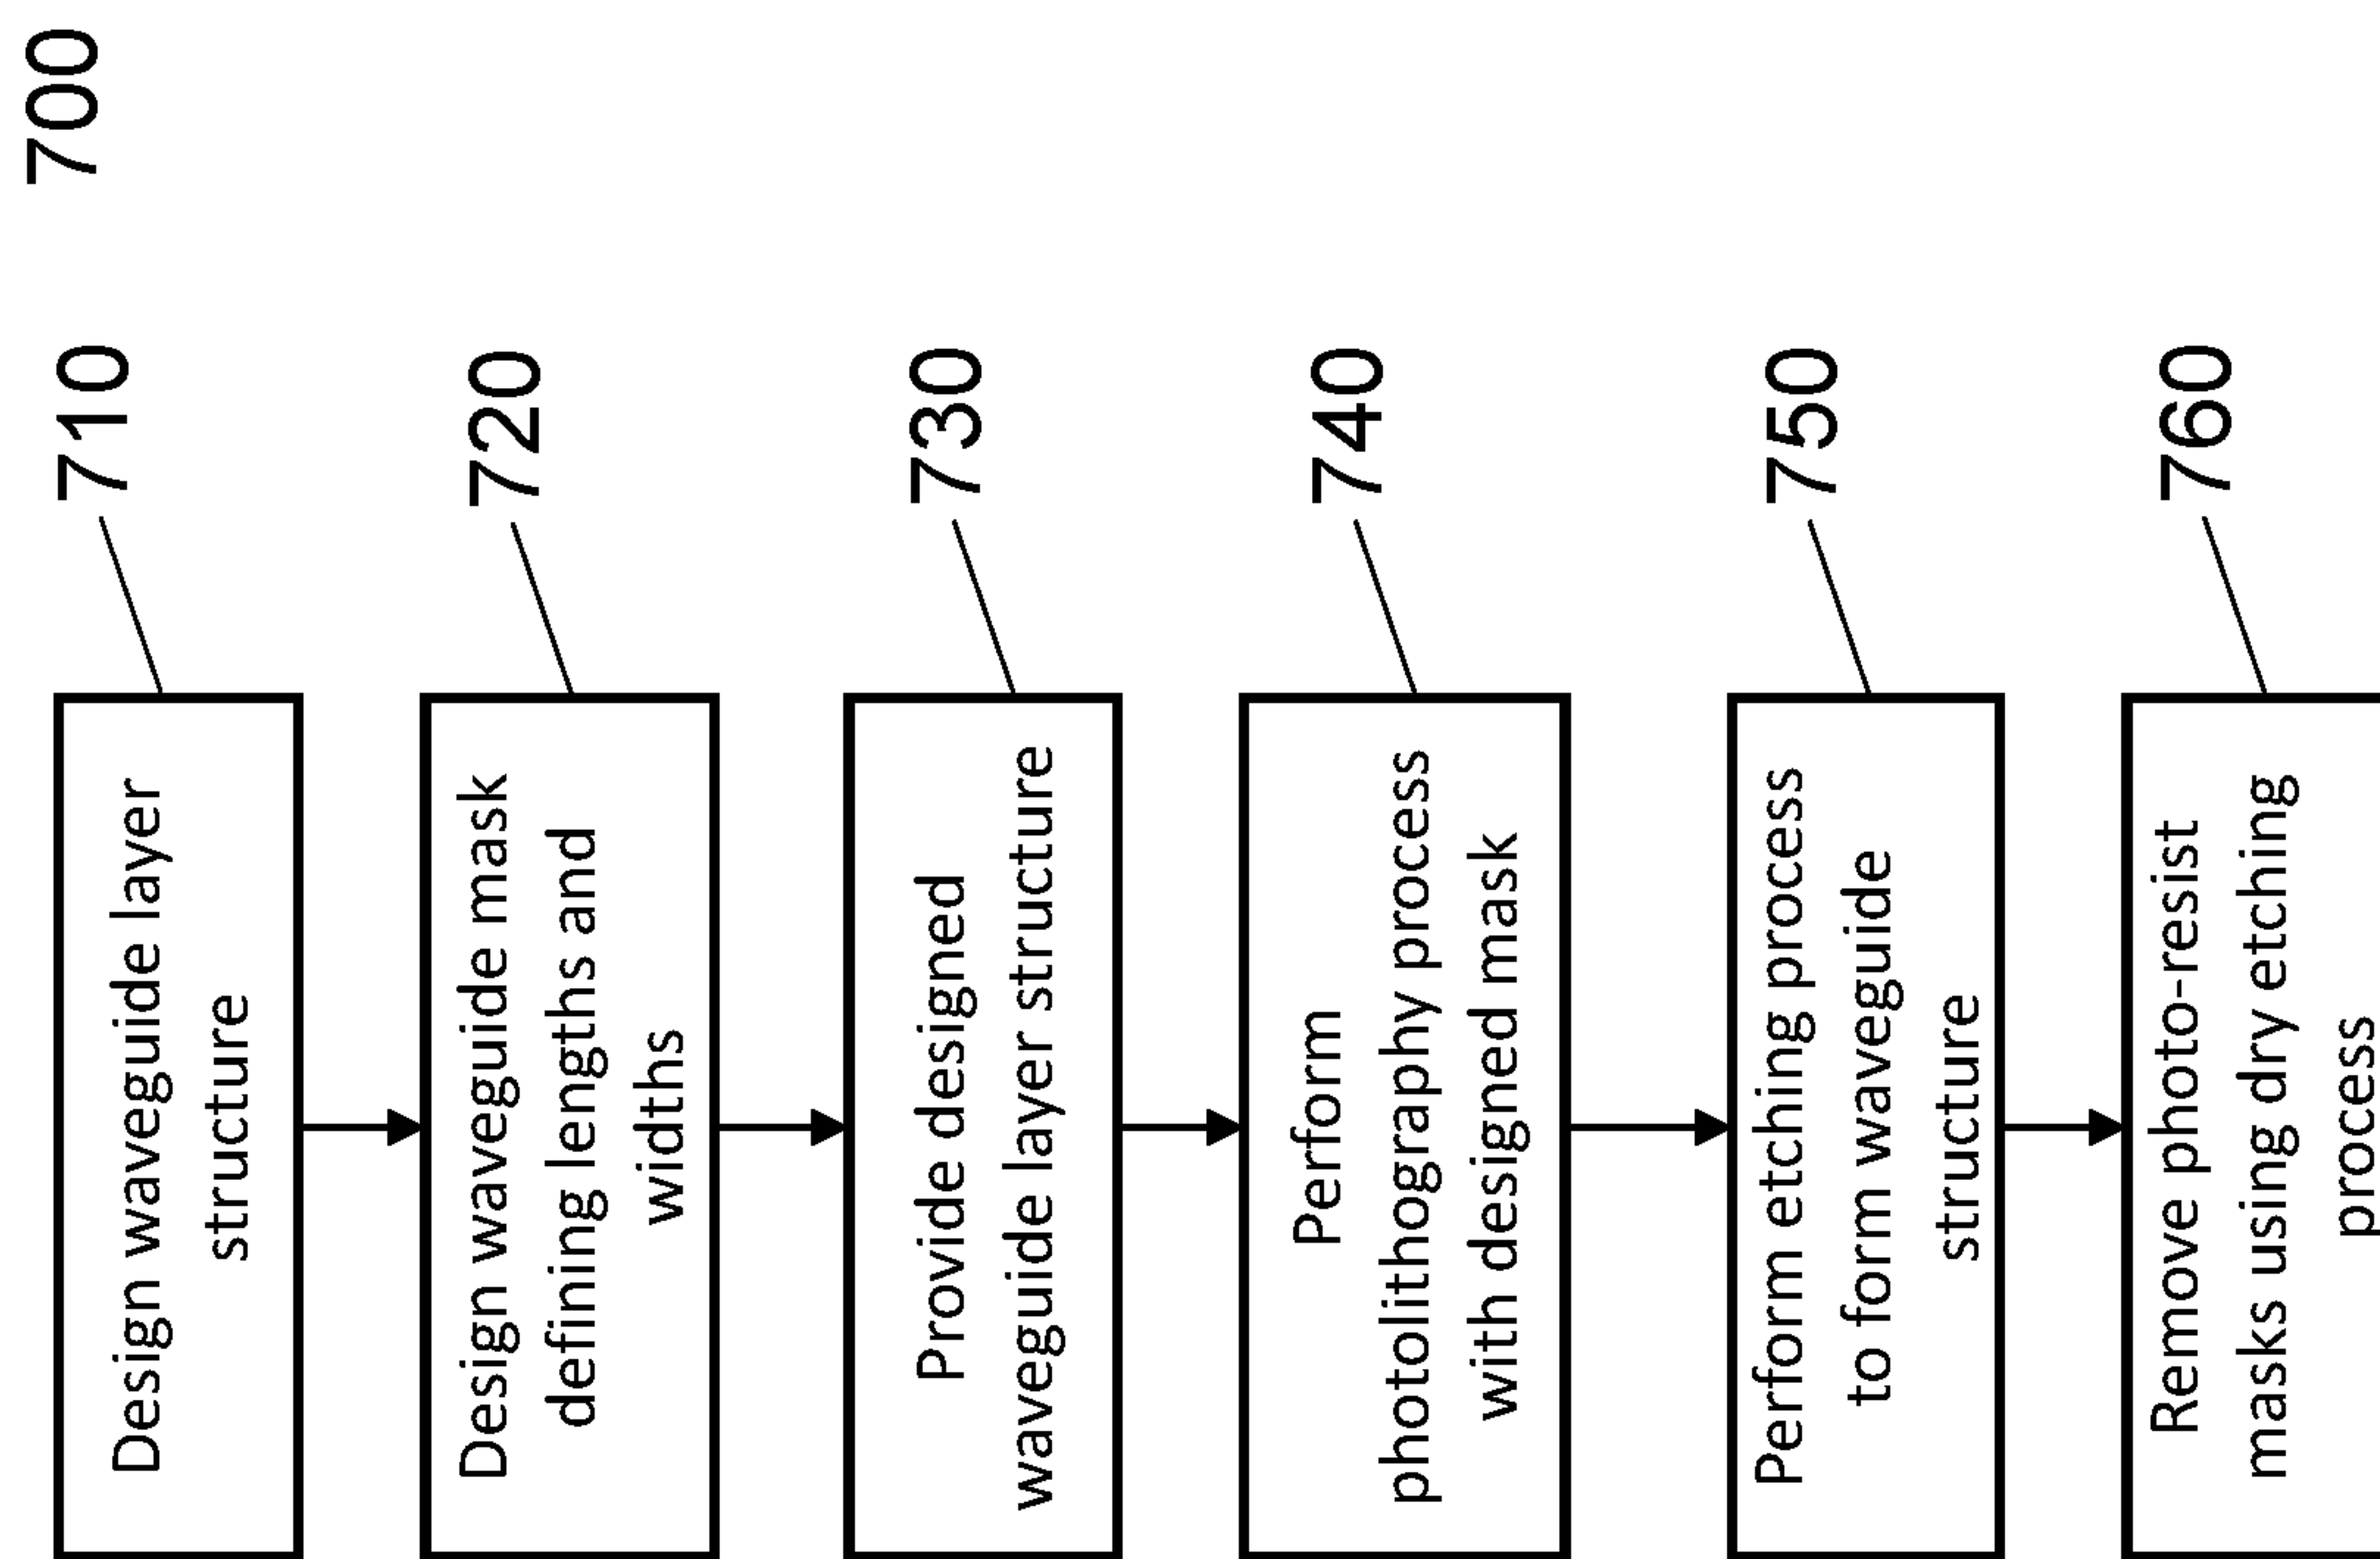 700
710
Design waveguide layer
structure
720
Design waveguide mask
defining lengths and
widths
730
Provide designed
waveguide layer structure
740
Perform
photolithography process
with designed mask
750
Perform etching process
to form waveguide
structure
760
Remove photo-resist
masks using dry etching
process